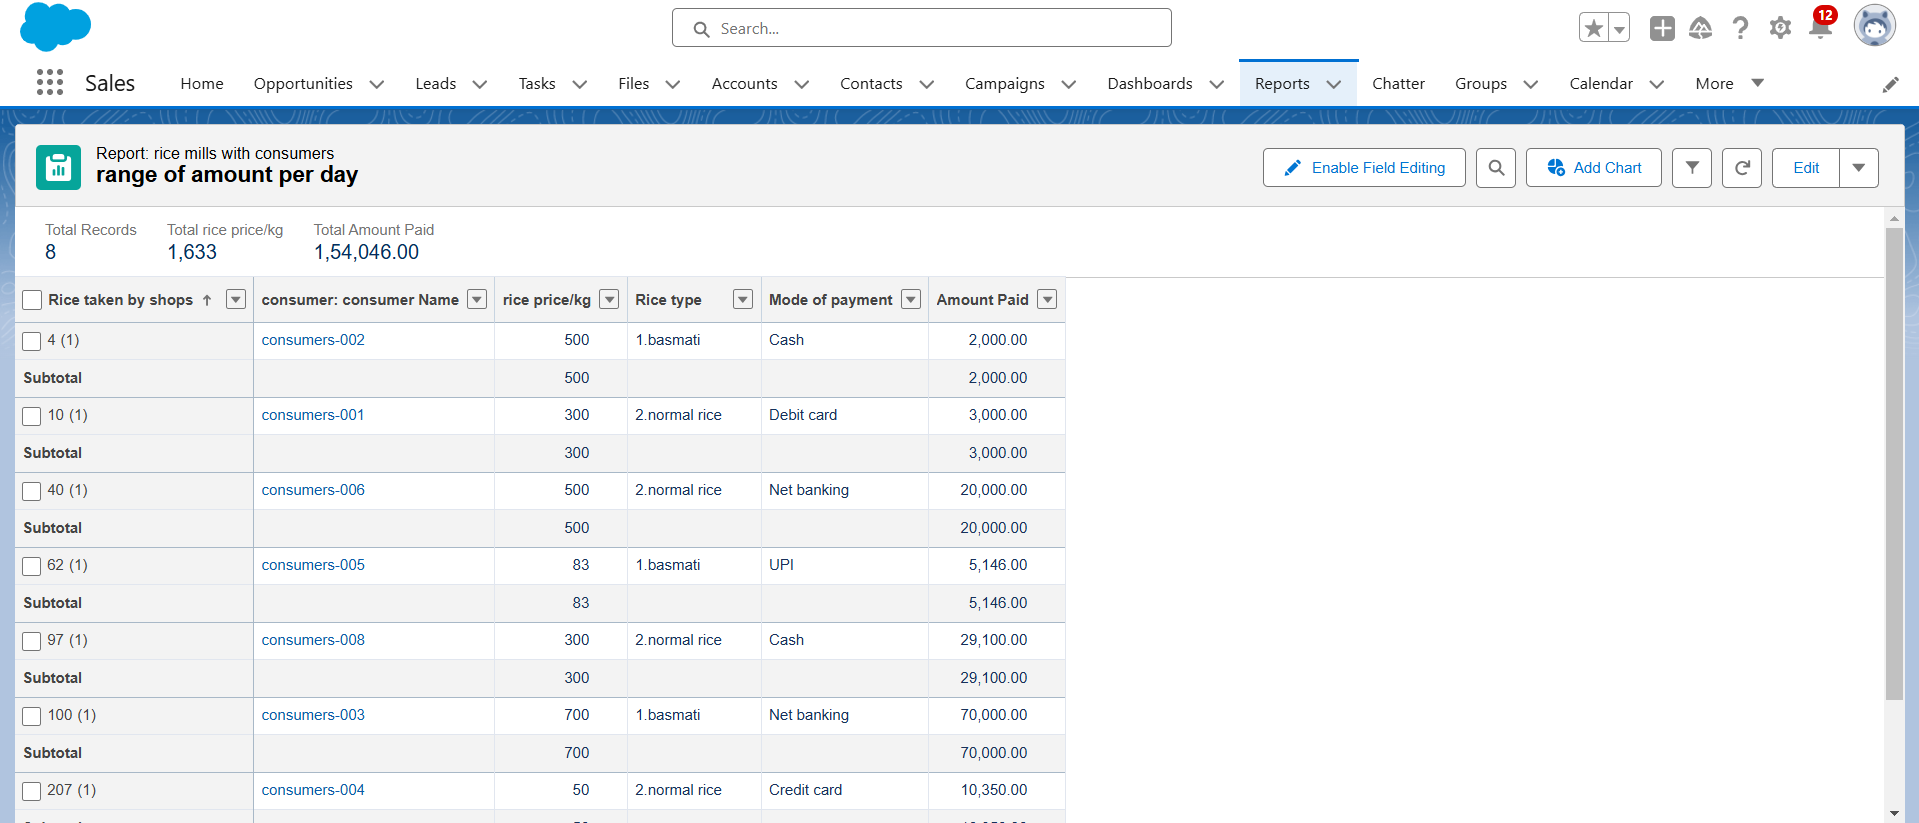 Search...
12
Sales Home Opportunities Leads Tasks Files Accounts Contacts Campaigns Dashboards Reports Chatter Groups Calendar More
Report: rice mills with consumers
range of amount per day
Enable Field Editing Add Chart Edit
Total Records Total rice price/kg Total Amount Paid
8 1,633 1,54,046.00
Rice taken by shops ↑ consumer: consumer Name rice price/kg Rice type Mode of payment Amount Paid
4 (1) consumers-002 500 1.basmati Cash 2,000.00
Subtotal 500 2,000.00
10 (1) consumers-001 300 2.normal rice Debit card 3,000.00
Subtotal 300 3,000.00
40 (1) consumers-006 500 2.normal rice Net banking 20,000.00
Subtotal 500 20,000.00
62 (1) consumers-005 83 1.basmati UPI 5,146.00
Subtotal 83 5,146.00
97 (1) consumers-008 300 2.normal rice Cash 29,100.00
Subtotal 300 29,100.00
100 (1) consumers-003 700 1.basmati Net banking 70,000.00
Subtotal 700 70,000.00
207 (1) consumers-004 50 2.normal rice Credit card 10,350.00